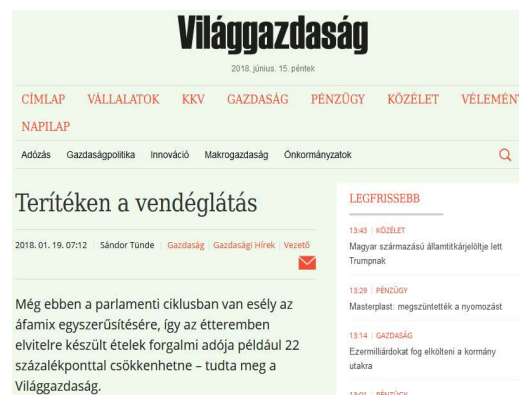 Világgazdaság
2018. június. 15. péntek
CÍMLAP VÁLLALATOK KKV GAZDASÁG PÉNZÜGY KÖZÉLET VÉLEMÉNY
NAPILAP
Adózás Gazdaságpolitika Innováció Makrogazdaság Önkormányzatok
Terítéken a vendéglátás
2018. 01. 19. 07:12 | Sándor Tünde | Gazdaság | Gazdasági Hírek | Vezető
Még ebben a parlamenti ciklusban van esély az
áfamix egyszerűsítésére, így az étteremben
elvitelre készült ételek forgalmi adója például 22
százalékponttal csökkenhetne – tudta meg a
Világgazdaság.
LEGFRISSEBB
13:43 | KÖZÉLET
Magyar származású államtitkárjelöltje lett
Trumpnak
13:29 | PÉNZÜGY
Masterplast: megszüntették a nyomozást
13:14 | GAZDASÁG
Ezermilliárdokat fog elkölteni a kormány
utakra
13:01 | PÉNZÜGY